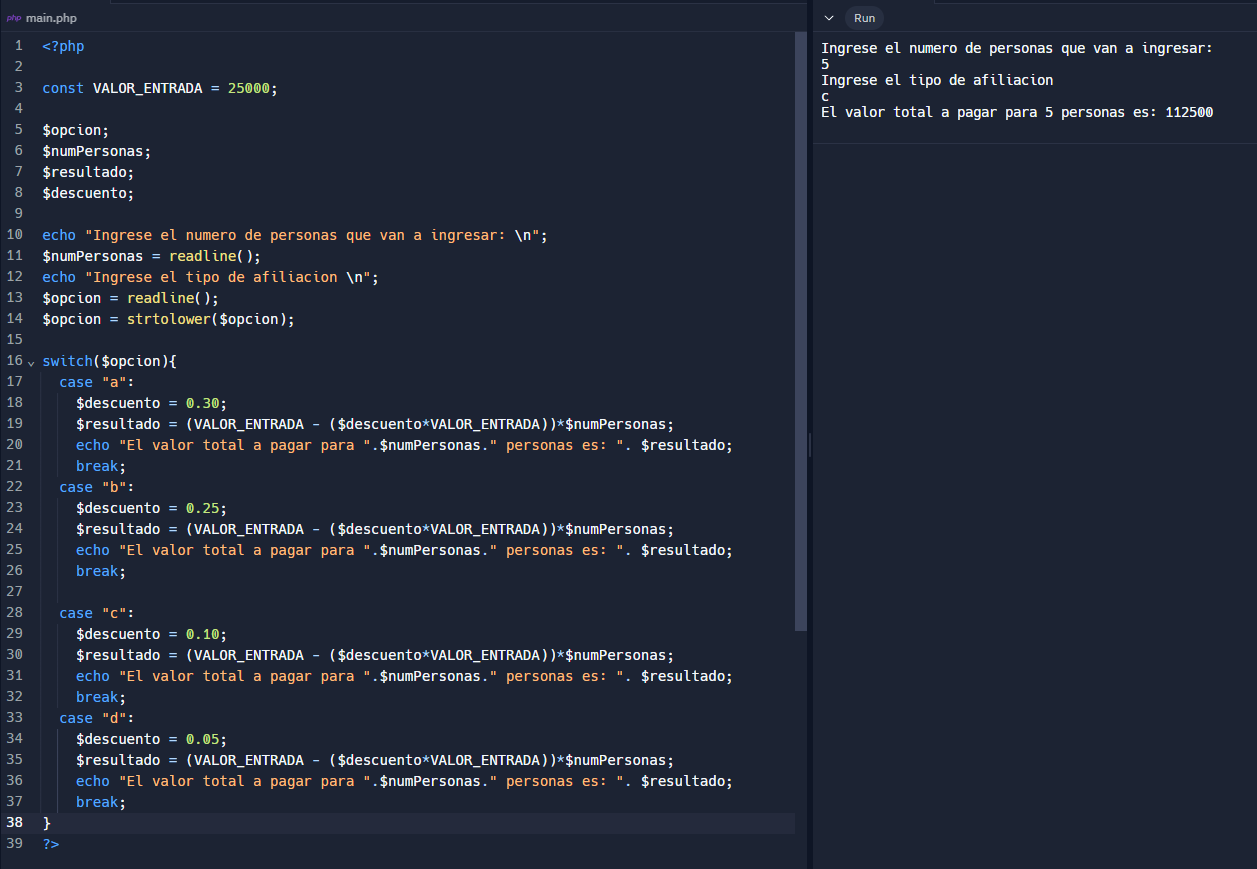 php main.php
1 <?php
2
3 const VALOR_ENTRADA = 25000;
4
5 $opcion;
6 $numPersonas;
7 $resultado;
8 $descuento;
9
10 echo "Ingrese el numero de personas que van a ingresar: \n";
11 $numPersonas = readline();
12 echo "Ingrese el tipo de afiliacion \n";
13 $opcion = readline();
14 $opcion = strtolower($opcion);
15
16 switch($opcion){
17 case "a":
18 $descuento = 0.30;
19 $resultado = (VALOR_ENTRADA - ($descuento*VALOR_ENTRADA))*$numPersonas;
20 echo "El valor total a pagar para ".$numPersonas." personas es: ". $resultado;
21 break;
22 case "b":
23 $descuento = 0.25;
24 $resultado = (VALOR_ENTRADA - ($descuento*VALOR_ENTRADA))*$numPersonas;
25 echo "El valor total a pagar para ".$numPersonas." personas es: ". $resultado;
26 break;
27
28 case "c":
29 $descuento = 0.10;
30 $resultado = (VALOR_ENTRADA - ($descuento*VALOR_ENTRADA))*$numPersonas;
31 echo "El valor total a pagar para ".$numPersonas." personas es: ". $resultado;
32 break;
33 case "d":
34 $descuento = 0.05;
35 $resultado = (VALOR_ENTRADA - ($descuento*VALOR_ENTRADA))*$numPersonas;
36 echo "El valor total a pagar para ".$numPersonas." personas es: ". $resultado;
37 break;
38 }
39 ?>
Run
Ingrese el numero de personas que van a ingresar:
5
Ingrese el tipo de afiliacion
c
El valor total a pagar para 5 personas es: 112500